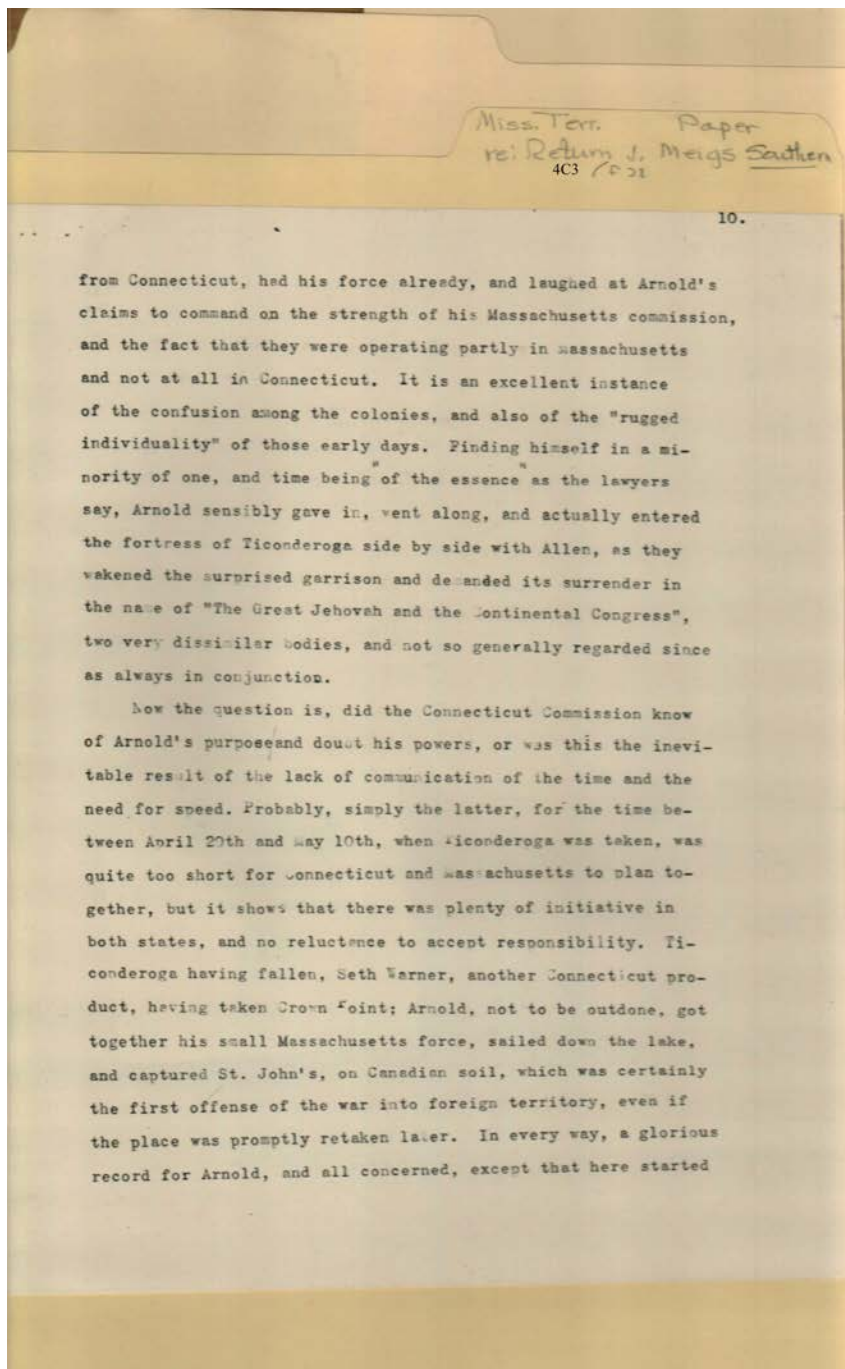 Miss. Terr. Paper
re: Return J. Meigs Southen
4C3
10.
from Connecticut, had his force already, and laughed at Arnold's
claims to command on the strength of his Massachusetts commission,
and the fact that they were operating partly in Massachusetts
and not at all in Connecticut. It is an excellent instance
of the confusion among the colonies, and also of the "rugged
individuality" of those early days. Finding himself in a mi-
nority of one, and time being "of the essence" as the lawyers
say, Arnold sensibly gave in, went along, and actually entered
the fortress of Ticonderoga side by side with Allen, as they
wakened the surprised garrison and demanded its surrender in
the name of "The Great Jehovah and the Continental Congress",
two very dissimilar bodies, and not so generally regarded since
as always in conjunction.
Now the question is, did the Connecticut Commission know
of Arnold's purposeand doubt his powers, or was this the inevi-
table result of the lack of communication of the time and the
need for speed. Probably, simply the latter, for the time be-
tween April 29th and May 10th, when Ticonderoga was taken, was
quite too short for Connecticut and Massachusetts to plan to-
gether, but it shows that there was plenty of initiative in
both states, and no reluctance to accept responsibility. Ti-
conderoga having fallen, Seth Warner, another Connecticut pro-
duct, having taken Crown Point; Arnold, not to be outdone, got
together his small Massachusetts force, sailed down the lake,
and captured St. John's, on Canadian soil, which was certainly
the first offense of the war into foreign territory, even if
the place was promptly retaken later. In every way, a glorious
record for Arnold, and all concerned, except that here started